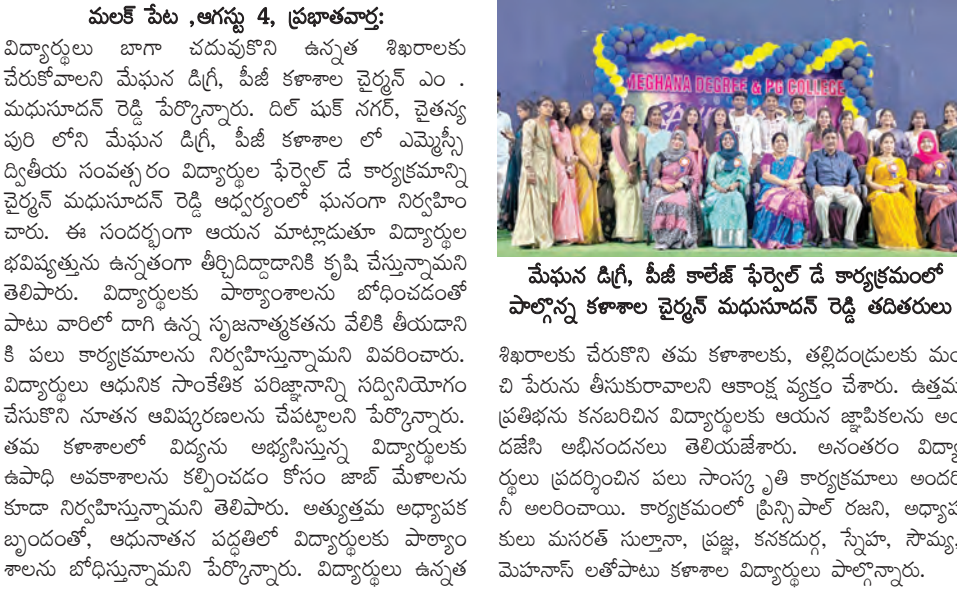 మలక్ పేట ,ఆగస్టు 4, ప్రభాతవార్త:
విద్యార్థులు బాగా చదువుకొని ఉన్నత శిఖరాలకు
చేరుకోవాలని మేఘన డిగ్రీ, పీజీ కళాశాల చైర్మన్ ఎం .
మధుసూదన్ రెడ్డి పేర్కొన్నారు. దిల్ షుక్ నగర్, చైతన్య
పురి లోని మేఘన డిగ్రీ, పీజీ కళాశాల లో ఎమ్మెస్సీ
ద్వితీయ సంవత్సరం విద్యార్థుల ఫేర్వెల్ డే కార్యక్రమాన్ని
చైర్మన్ మధుసూదన్ రెడ్డి ఆధ్వర్యంలో ఘనంగా నిర్వహిం
చారు. ఈ సందర్భంగా ఆయన మాట్లాడుతూ విద్యార్థుల
భవిష్యత్తును ఉన్నతంగా తీర్చిదిద్దాడానికి కృషి చేస్తున్నామని
తెలిపారు. విద్యార్థులకు పాఠ్యాంశాలను బోధించడంతో
పాటు వారిలో దాగి ఉన్న సృజనాత్మకతను వేలికి తీయడాని
కి పలు కార్యక్రమాలను నిర్వహిస్తున్నామని వివరించారు.
విద్యార్థులు ఆధునిక సాంకేతిక పరిజ్ఞానాన్ని సద్వినియోగం
చేసుకొని నూతన ఆవిష్కరణలను చేపట్టాలని పేర్కొన్నారు.
తమ కళాశాలలో విద్యను అభ్యసిస్తున్న విద్యార్థులకు
ఉపాధి అవకాశాలను కల్పించడం కోసం జాబ్ మేళాలను
కూడా నిర్వహిస్తున్నామని తెలిపారు. అత్యుత్తమ అధ్యాపక
బృందంతో, ఆధునాతన పద్ధతిలో విద్యార్థులకు పాఠ్యాం
శాలను బోధిస్తున్నామని పేర్కొన్నారు. విద్యార్థులు ఉన్నత
MEGHANA DEGREE & PG COLLEGE
మేఘన డిగ్రీ, పీజీ కాలేజ్ ఫేర్వెల్ డే కార్యక్రమంలో
పాల్గొన్న కళాశాల చైర్మన్ మధుసూదన్ రెడ్డి తదితరులు
శిఖరాలకు చేరుకొని తమ కళాశాలకు, తల్లిదండ్రులకు మం
చి పేరును తీసుకురావాలని ఆకాంక్ష వ్యక్తం చేశారు. ఉత్తమ
ప్రతిభను కనబరిచిన విద్యార్థులకు ఆయన జ్ఞాపికలను అం
దజేసి అభినందనలు తెలియజేశారు. అనంతరం విద్యా
ర్థులు ప్రదర్శించిన పలు సాంస్కృతి కార్యక్రమాలు అందరి
నీ అలరించాయి. కార్యక్రమంలో ప్రిన్సిపాల్ రజని, అధ్యాప
కులు మసరత్ సుల్తానా, ప్రజ్ఞ, కనకదుర్గ, స్నేహ, సౌమ్య,
మెహనాస్ లతోపాటు కళాశాల విద్యార్థులు పాల్గొన్నారు.